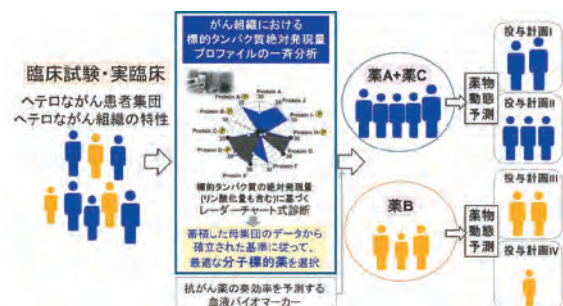 臨床試験・実臨床
ヘテロながん患者集団
ヘテロながん組織の特性
がん組織における
標的タンパク質絶対発現量
プロファイルの一斉分析
Protein A
Protein J
Protein I
Protein H
Protein G
Protein F
Protein E
Protein D
Protein C
Protein B
標的タンパク質の絶対発現量
(リン酸化量も含む)に基づく
レーダーチャート式診断
蓄積した母集団のデータから
確立された基準に従って、
最適な分子標的薬を選択
抗がん薬の奏効率を予測する
血液バイオマーカー
薬A+薬C
薬物
動態
予測
投与計画I
投与計画II
薬B
薬物
動態
予測
投与計画III
投与計画IV